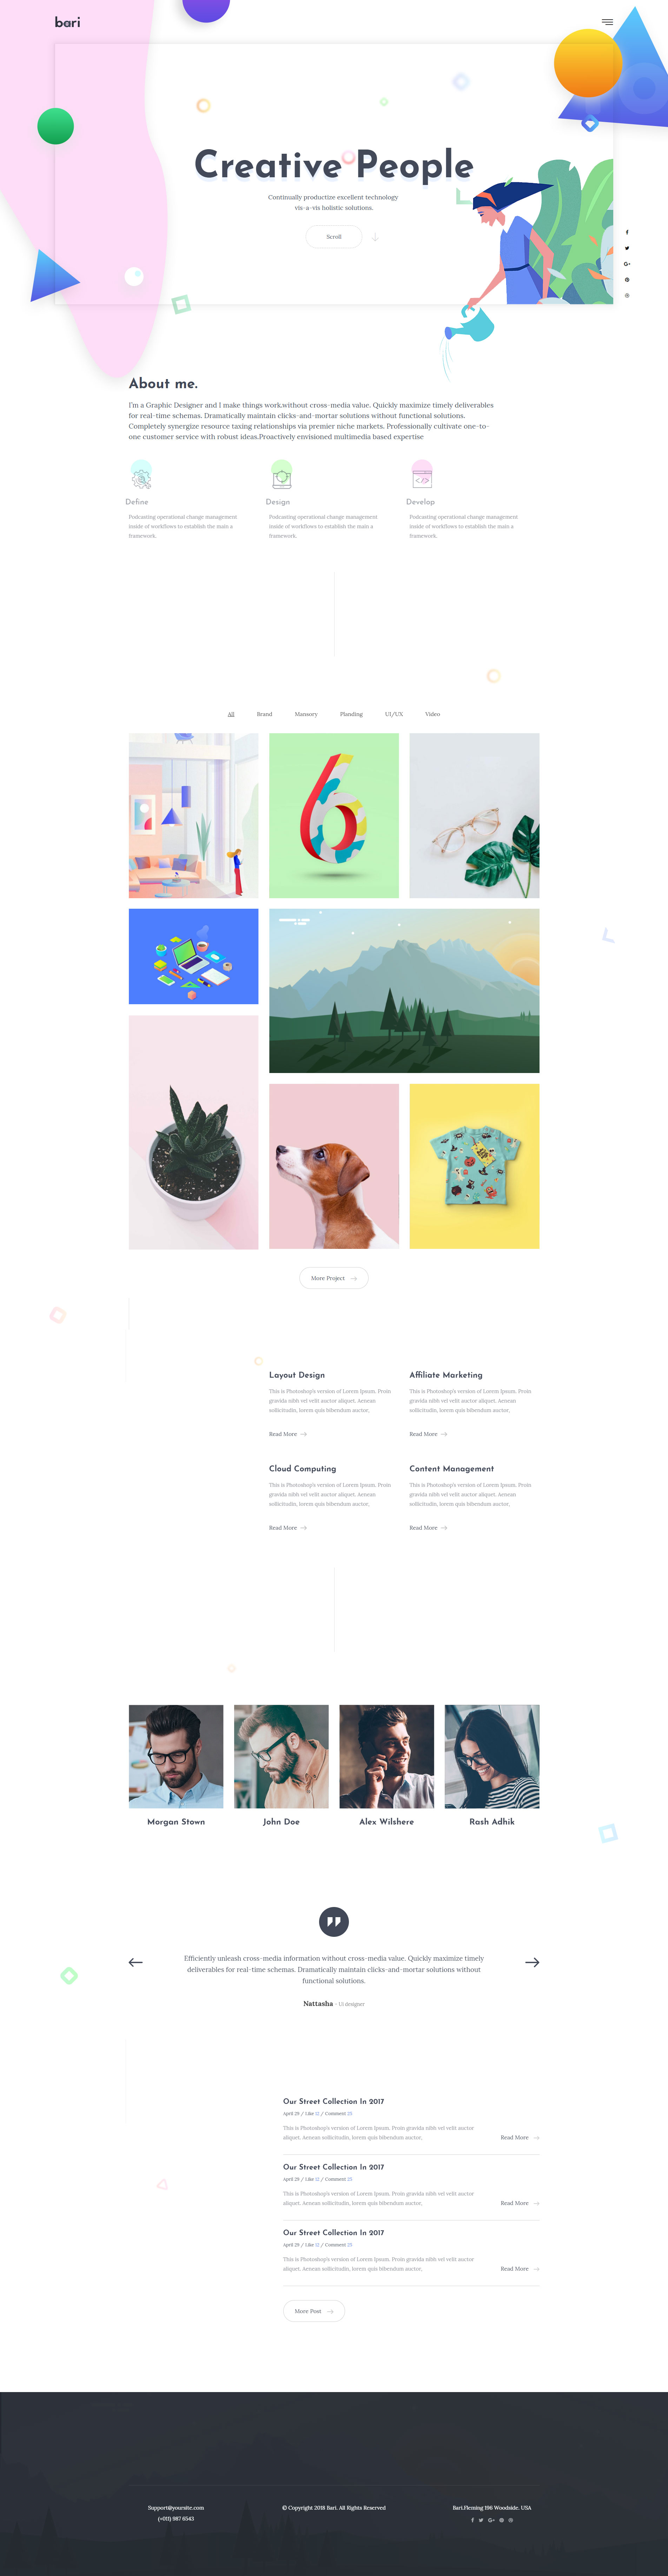 bari
Creative People
Continually productize excellent technology
vis-a-vis holistic solutions.
Scroll
About me.
I'm a Graphic Designer and I make things work.without cross-media value. Quickly maximize timely deliverables
for real-time schemas. Dramatically maintain clicks-and-mortar solutions without functional solutions.
Completely synergize resource taxing relationships via premier niche markets. Professionally cultivate one-to-
one customer service with robust ideas.Proactively envisioned multimedia based expertise
Define
Podcasting operational change management
inside of workflows to establish the main a
framework.
Design
Podcasting operational change management
inside of workflows to establish the main a
framework.
Develop
Podcasting operational change management
inside of workflows to establish the main a
framework.
All
Brand
Mansory
Planding
UI/UX
Video
6
More Project
Layout Design
This is Photoshop's version of Lorem Ipsum. Proin
gravida nibh vel velit auctor aliquet. Aenean
sollicitudin, lorem quis bibendum auctor,
Read More
Affiliate Marketing
This is Photoshop's version of Lorem Ipsum. Proin
gravida nibh vel velit auctor aliquet. Aenean
sollicitudin, lorem quis bibendum auctor,
Read More
Cloud Computing
This is Photoshop's version of Lorem Ipsum. Proin
gravida nibh vel velit auctor aliquet. Aenean
sollicitudin, lorem quis bibendum auctor,
Read More
Content Management
This is Photoshop's version of Lorem Ipsum. Proin
gravida nibh vel velit auctor aliquet. Aenean
sollicitudin, lorem quis bibendum auctor,
Read More
Morgan Stown
John Doe
Alex Wilshere
Rash Adhik
Efficiently unleash cross-media information without cross-media value. Quickly maximize timely
deliverables for real-time schemas. Dramatically maintain clicks-and-mortar solutions without
functional solutions.
Nattasha - UI designer
Our Street Collection In 2017
April 29 / Like 12 / Comment 25
This is Photoshop's version of Lorem Ipsum. Proin gravida nibh vel velit auctor
aliquet. Aenean sollicitudin, lorem quis bibendum auctor,
Read More
Our Street Collection In 2017
April 29 / Like 12 / Comment 25
This is Photoshop's version of Lorem Ipsum. Proin gravida nibh vel velit auctor
aliquet. Aenean sollicitudin, lorem quis bibendum auctor,
Read More
Our Street Collection In 2017
April 29 / Like 12 / Comment 25
This is Photoshop's version of Lorem Ipsum. Proin gravida nibh vel velit auctor
aliquet. Aenean sollicitudin, lorem quis bibendum auctor,
Read More
More Post
Support@yoursite.com
(+011) 987 6543
© Copyright 2018 Bari. All Rights Reserved
Bari.Fleming 196 Woodside. USA